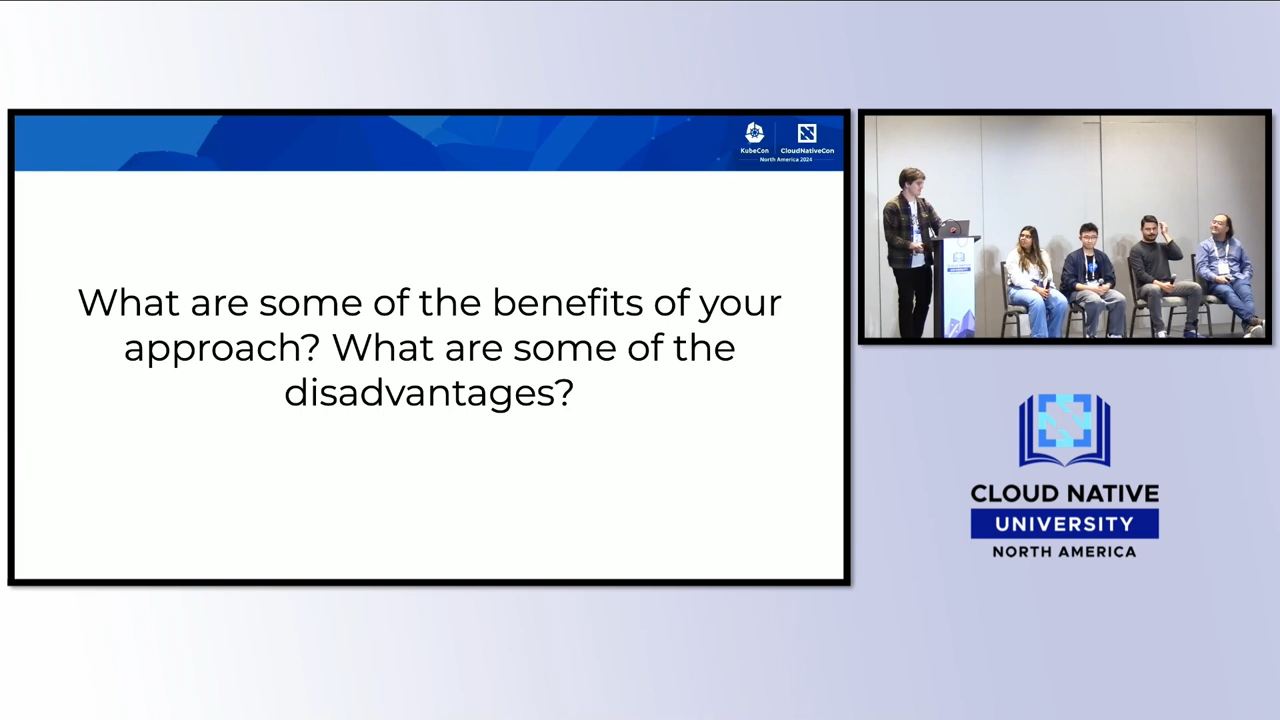 KubeCon
CloudNativeCon
North America 2024
What are some of the benefits of your
approach? What are some of the
disadvantages?
CLOUD NATIVE
UNIVERSITY
NORTH AMERICA